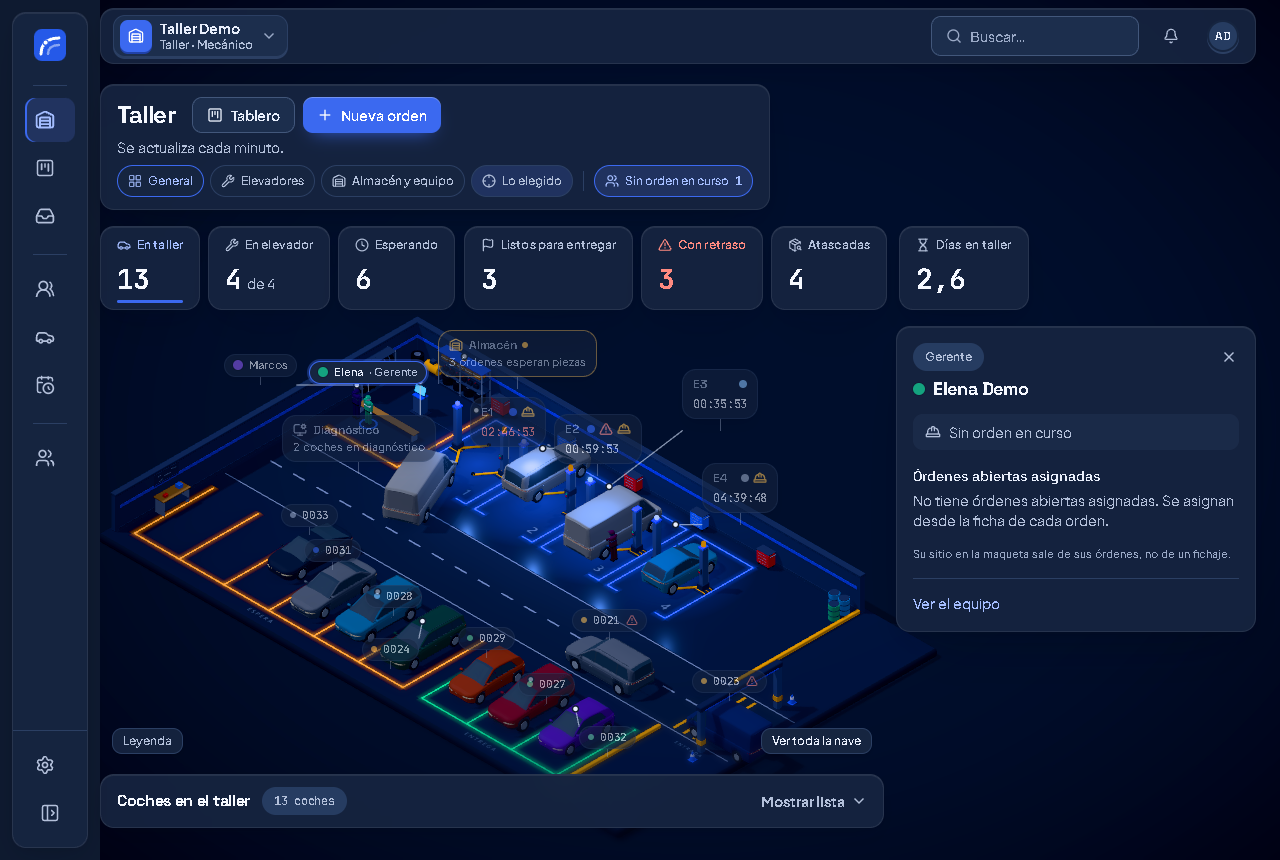 Taller Demo
Taller · Mecánico
Buscar...
AD
Taller
Tablero
Nueva orden
Se actualiza cada minuto.
General
Elevadores
Almacén y equipo
Lo elegido
Sin orden en curso 1
En taller
13
En elevador
4 de 4
Esperando
6
Listos para entregar
3
Con retraso
3
Atascadas
4
Días en taller
2,6
Marcos
Elena · Gerente
Almacén
3 órdenes esperan piezas
Diagnóstico
2 coches en diagnóstico
E1
02:46:53
E2
00:59:53
E3
00:35:53
E4
04:39:48
2
3
4
0033
0031
0028
0024
0029
0027
0032
0021
0023
ESPERA
Leyenda
Ver toda la nave
Gerente
Elena Demo
Sin orden en curso
Órdenes abiertas asignadas
No tiene órdenes abiertas asignadas. Se asignan
desde la ficha de cada orden.
Su sitio en la maqueta sale de sus órdenes, no de un fichaje.
Ver el equipo
Coches en el taller
13 coches
Mostrar lista